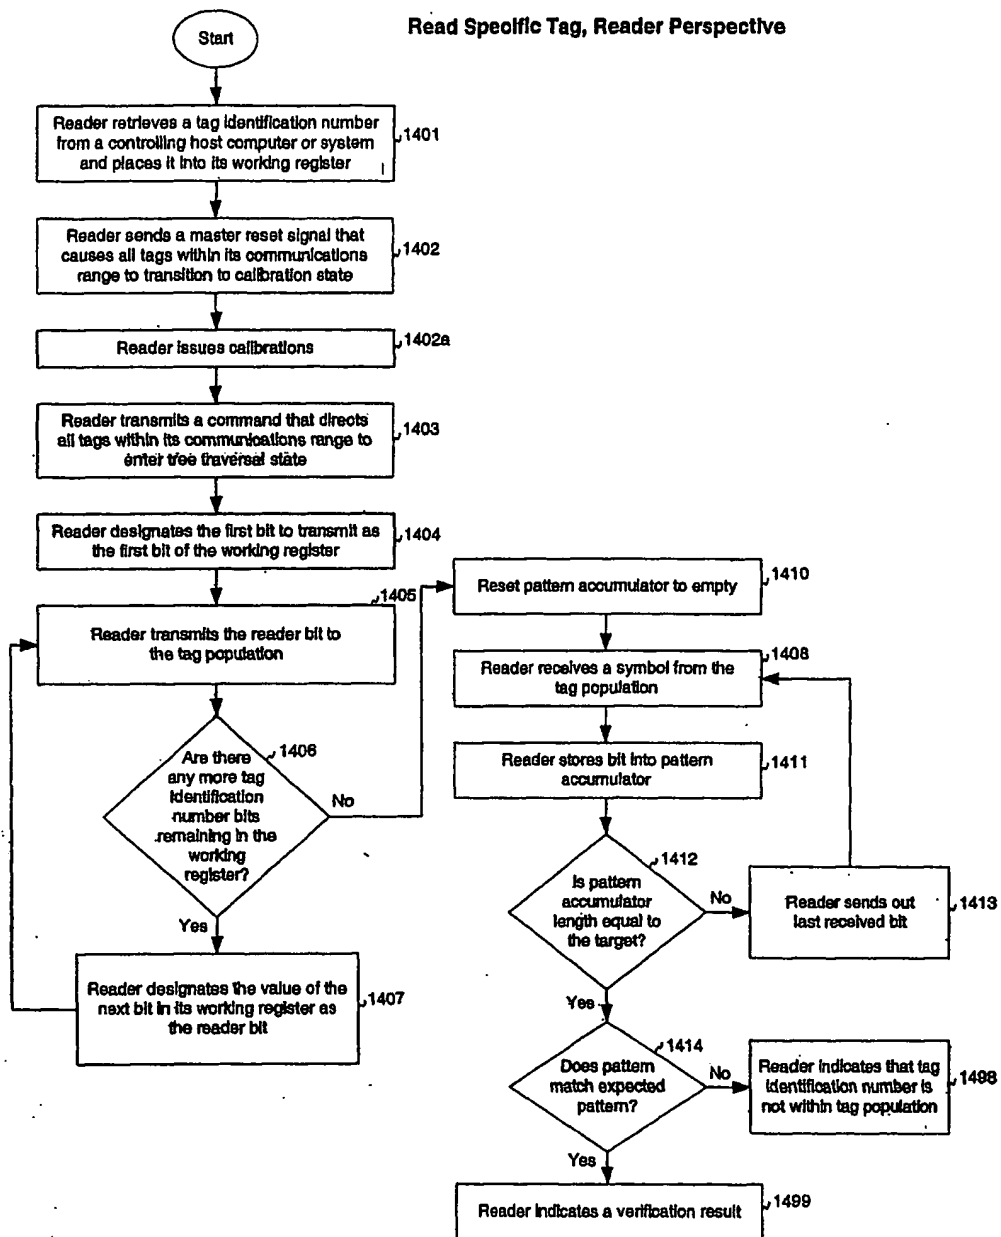 Read Specific Tag, Reader Perspective
Start
Reader retrieves a tag identification number
from a controlling host computer or system
and places it into its working register
1401
Reader sends a master reset signal that
causes all tags within its communications
range to transition to calibration state
1402
Reader issues calibrations
1402a
Reader transmits a command that directs
all tags within its communications range to
enter tree traversal state
1403
Reader designates the first bit to transmit as
the first bit of the working register
1404
1405
Reader transmits the reader bit to
the tag population
1406
Are there
any more tag
identification
number bits
remaining in the
working
register?
No
Yes
Reader designates the value of the
next bit in its working register as
the reader bit
1407
Reset pattern accumulator to empty
1410
Reader receives a symbol from the
tag population
1408
Reader stores bit into pattern
accumulator
1411
1412
Is pattern
accumulator
length equal to
the target?
No
Reader sends out
last received bit
1413
Yes
1414
Does pattern
match expected
pattern?
No
Reader indicates that tag
identification number is
not within tag population
1498
Yes
Reader indicates a verification result
1499